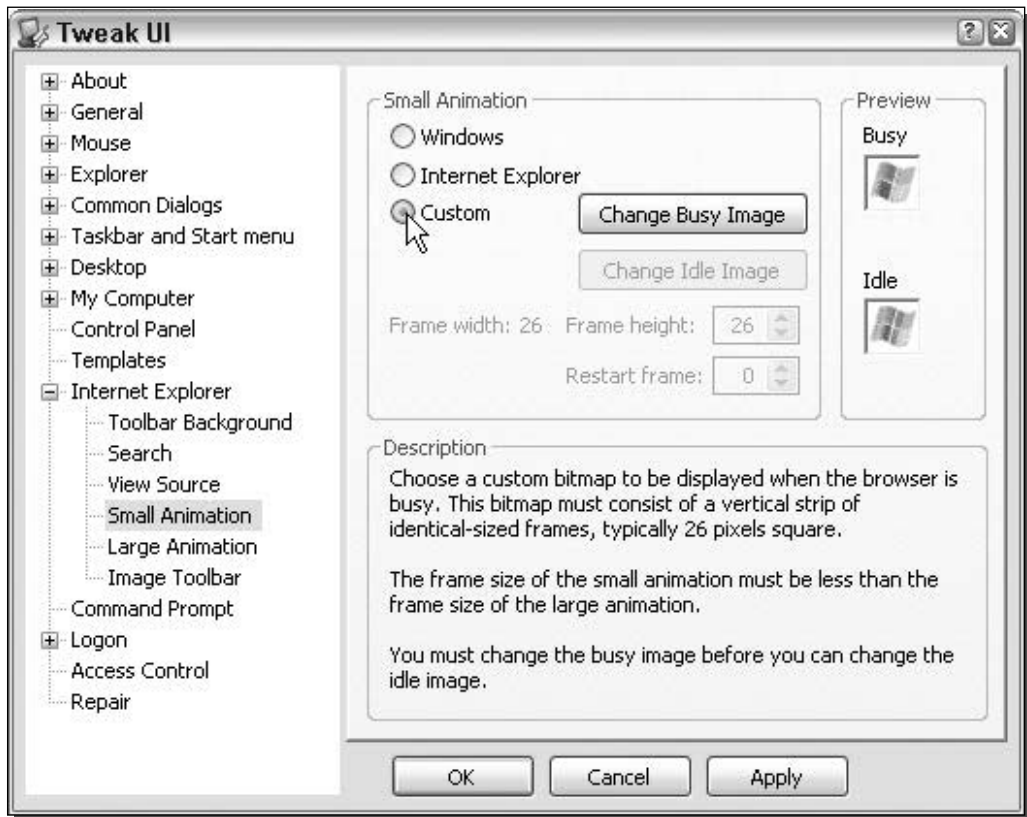 Tweak UI
About
General
Mouse
Explorer
Common Dialogs
Taskbar and Start menu
Desktop
My Computer
Control Panel
Templates
Internet Explorer
Toolbar Background
Search
View Source
Small Animation
Large Animation
Image Toolbar
Command Prompt
Logon
Access Control
Repair
Small Animation
Windows
Internet Explorer
Custom
Change Busy Image
Change Idle Image
Frame width: 26 Frame height: 26
Restart frame: 0
Preview
Busy
Idle
Description
Choose a custom bitmap to be displayed when the browser is
busy. This bitmap must consist of a vertical strip of
identical-sized frames, typically 26 pixels square.
The frame size of the small animation must be less than the
frame size of the large animation.
You must change the busy image before you can change the
idle image.
OK Cancel Apply